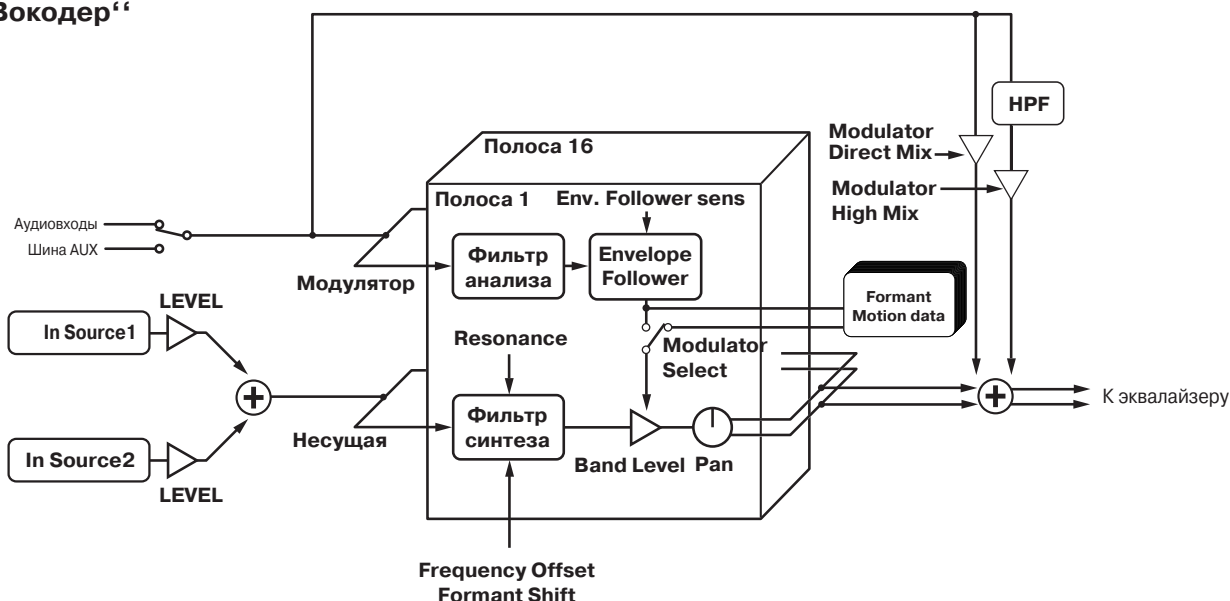 Вокодер“
HPF
Modulator
Direct Mix
Modulator
High Mix
Полоса 16
Полоса 1
Env. Follower sens
Аудиовходы
Шина AUX
Фильтр
анализа
Envelope
Follower
Модулятор
Formant
Motion data
LEVEL
In Source1
Resonance
Modulator
Select
К эквалайзеру
Фильтр
синтеза
Несущая
In Source2
LEVEL
Band Level
Pan
Frequency Offset
Formant Shift